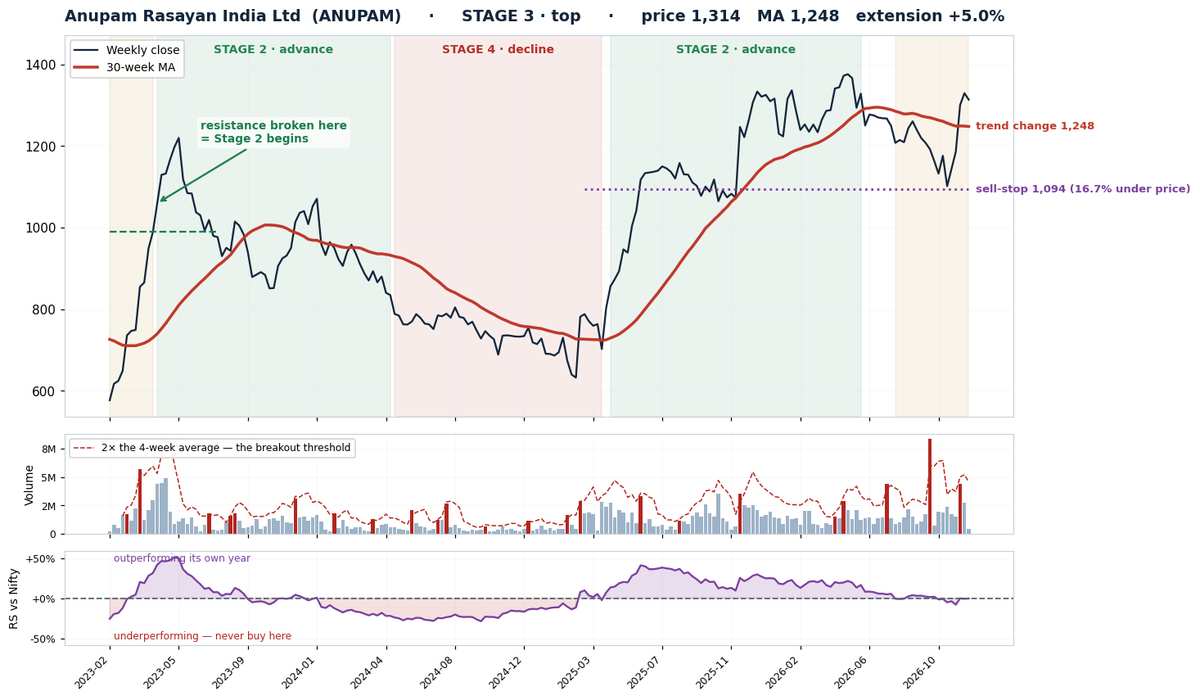 Anupam Rasayan India Ltd (ANUPAM) · STAGE 3 · top · price 1,314 MA 1,248 extension +5.0%
Weekly close
30-week MA
STAGE 2 · advance
STAGE 4 · decline
STAGE 2 · advance
resistance broken here
= Stage 2 begins
trend change 1,248
sell-stop 1,094 (16.7% under price)
1400
1200
1000
800
600
2× the 4-week average — the breakout threshold
Volume
8M
5M
2M
0
outperforming its own year
underperforming — never buy here
RS vs Nifty
+50%
+0%
-50%
2023-02
2023-05
2023-09
2024-01
2024-04
2024-08
2024-12
2025-03
2025-07
2025-11
2026-02
2026-06
2026-10